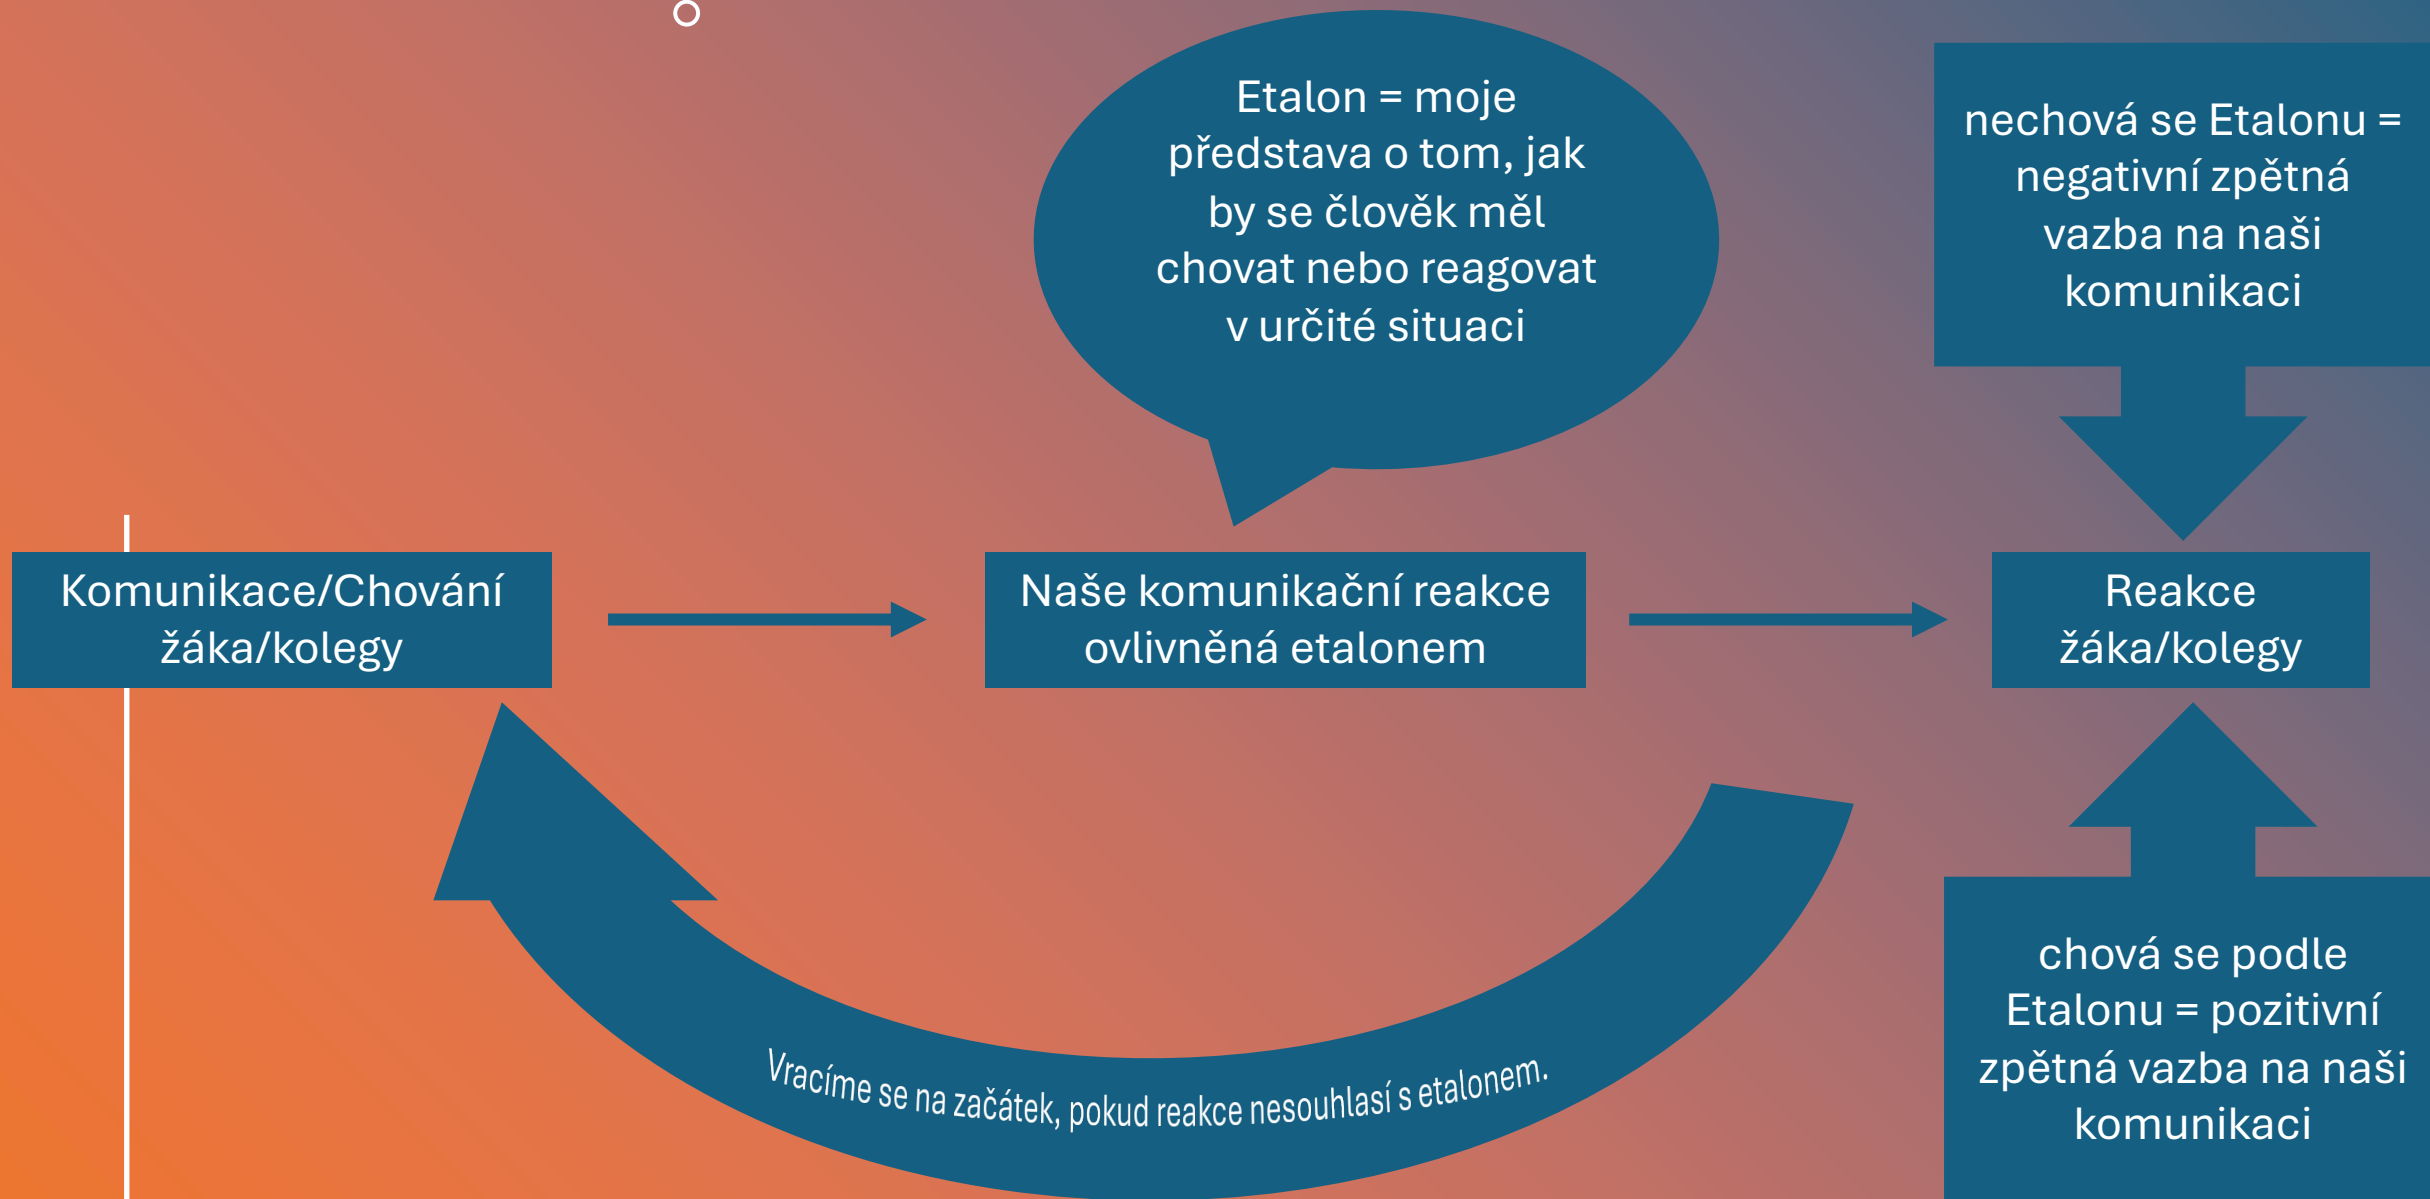 Etalon = moje
představa o tom, jak
by se člověk měl
chovat nebo reagovat
v určité situaci
nechová se Etalonu =
negativní zpětná
vazba na naši
komunikaci
Komunikace/Chování
žáka/kolegy
Naše komunikační reakce
ovlivněná etalonem
Reakce
žáka/kolegy
Vracíme se na začátek, pokud reakce nesouhlasí s etalonem.
chová se podle
Etalonu = pozitivní
zpětná vazba na naši
komunikaci